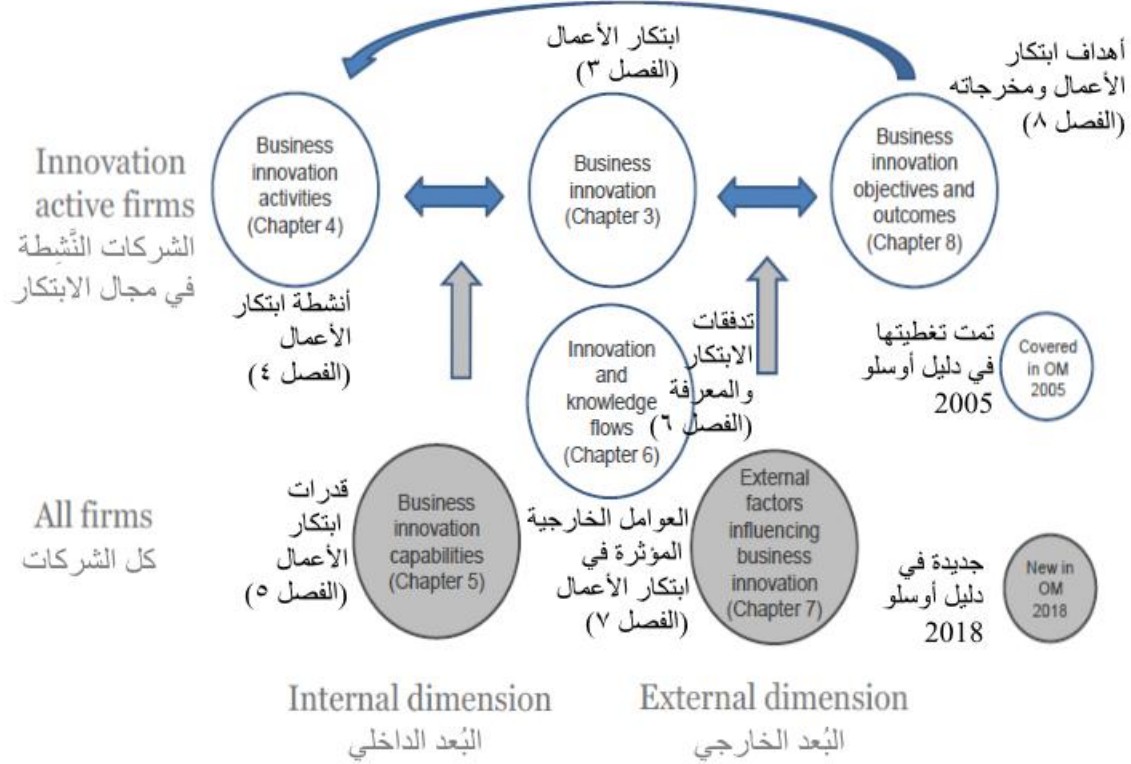 ابتكار الأعمال
(الفصل ٣)
أهداف ابتكار
الأعمال ومخرجاته
(الفصل ٨)
Innovation
active firms
الشركات النَّشِطة
في مجال الابتكار
Business
innovation
activities
(Chapter 4)
Business
innovation
(Chapter 3)
Business
innovation
objectives and
outcomes
(Chapter 8)
أنشطة ابتكار
الأعمال
(الفصل ٤)
Innovation
and
knowledge
flows
(Chapter 6)
تدفقات
الابتكار
والمعرفة
(الفصل ٦)
تمت تغطيتها
في دليل أوسلو
2005
Covered
in OM
2005
All firms
كل الشركات
قدرات
ابتكار
الأعمال
(الفصل ٥)
Business
innovation
capabilities
(Chapter 5)
العوامل الخارجية
المؤثرة في
ابتكار الأعمال
(الفصل ٧)
External
factors
influencing
business
innovation
(Chapter 7)
جديدة في
دليل أوسلو
2018
New in
OM
2018
Internal dimension
البُعد الداخلي
External dimension
البُعد الخارجي